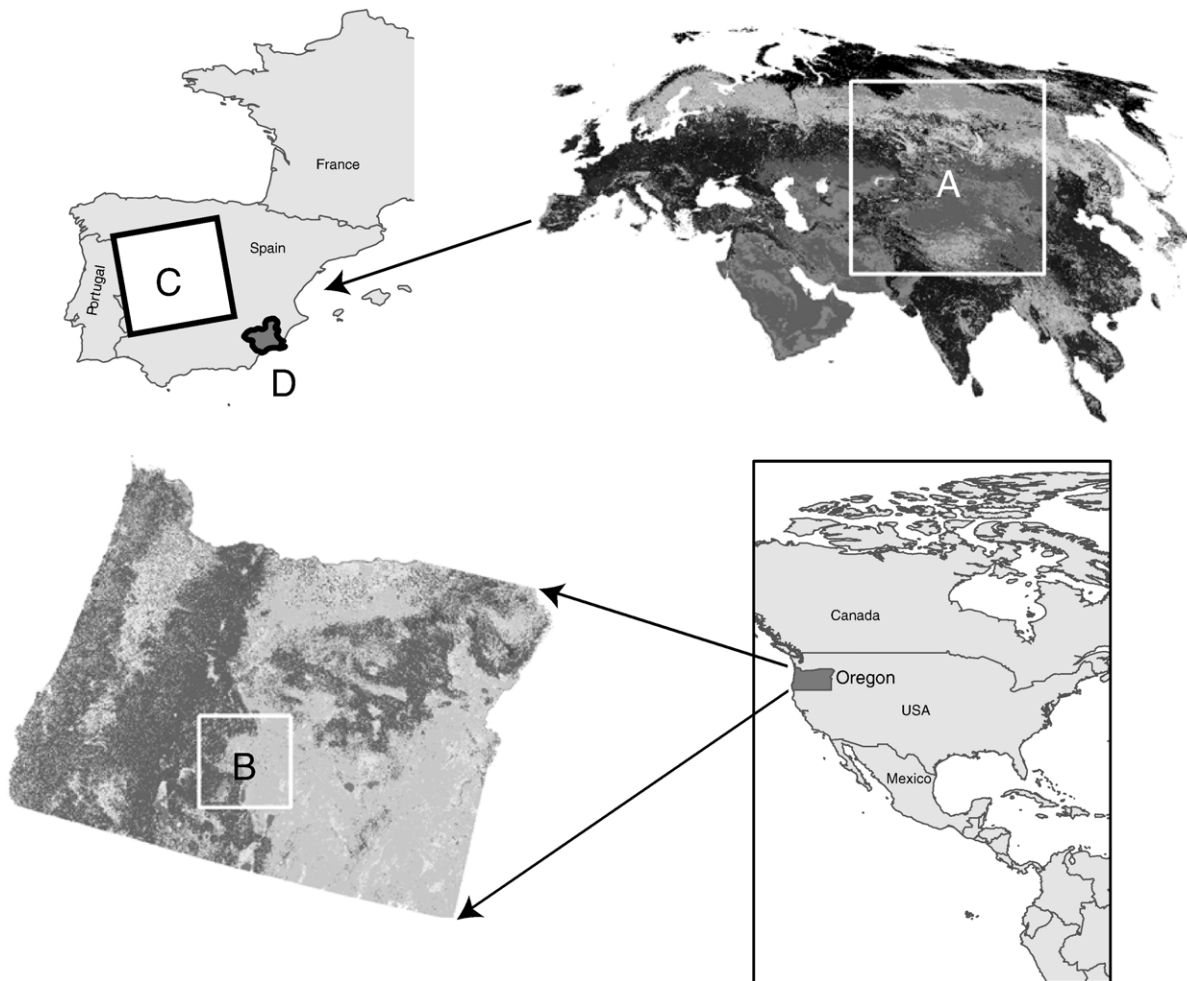 France
Spain
Portugal
C
D
A
B
Canada
Oregon
USA
Mexico